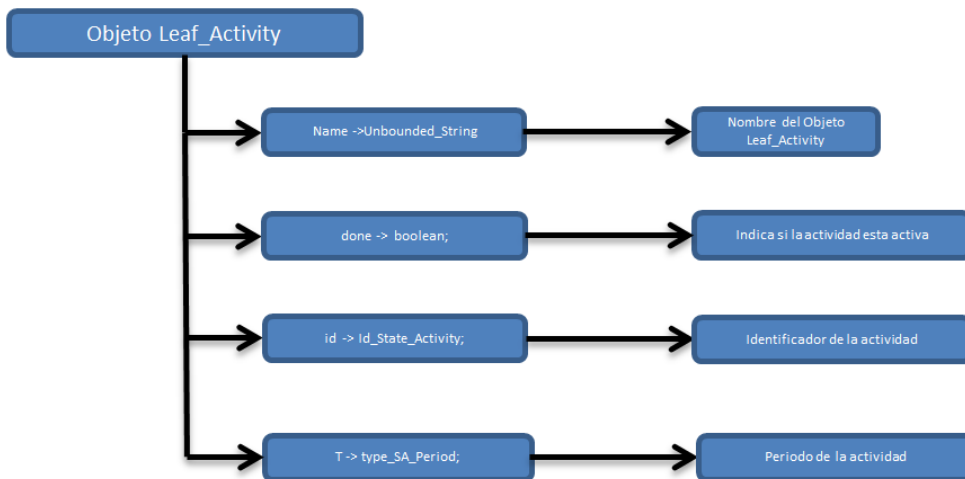 Objeto Leaf_Activity
Name ->Unbounded_String
Nombre del Objeto
Leaf_Activity
done -> boolean;
Indica si la actividad esta activa
id -> Id_State_Activity;
Identificador de la actividad
T -> type_SA_Period;
Periodo de la actividad